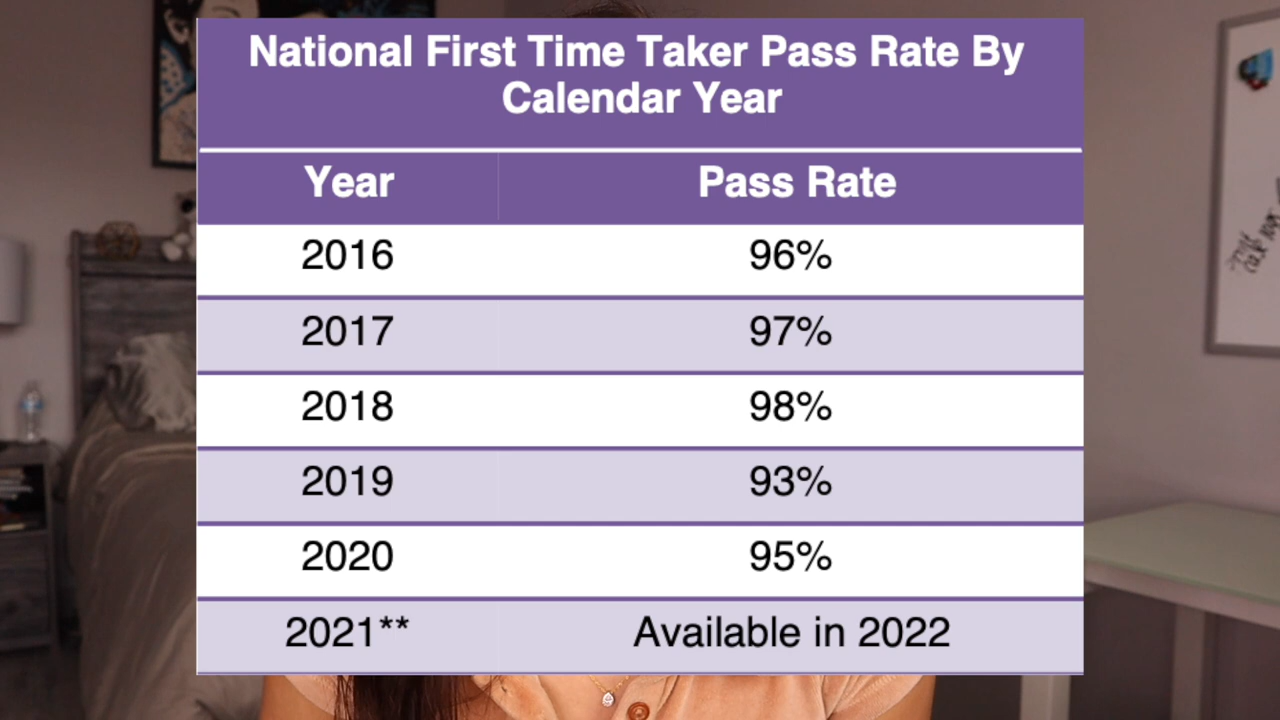 National First Time Taker Pass Rate By
Calendar Year
Year Pass Rate
2016 96%
2017 97%
2018 98%
2019 93%
2020 95%
2021** Available in 2022